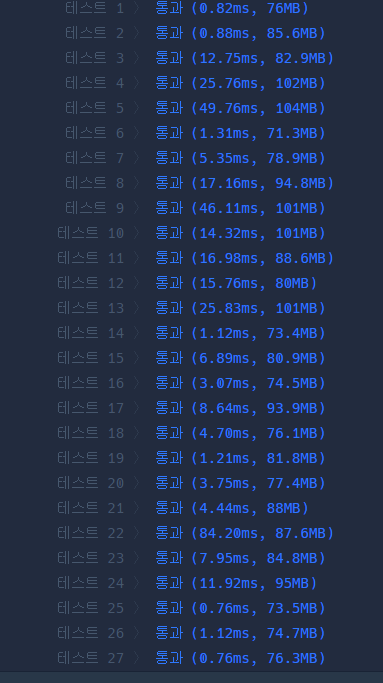 테스트 1 〉 통과 (0.82ms, 76MB)
테스트 2 〉 통과 (0.88ms, 85.6MB)
테스트 3 〉 통과 (12.75ms, 82.9MB)
테스트 4 〉 통과 (25.76ms, 102MB)
테스트 5 〉 통과 (49.76ms, 104MB)
테스트 6 〉 통과 (1.31ms, 71.3MB)
테스트 7 〉 통과 (5.35ms, 78.9MB)
테스트 8 〉 통과 (17.16ms, 94.8MB)
테스트 9 〉 통과 (46.11ms, 101MB)
테스트 10 〉 통과 (14.32ms, 101MB)
테스트 11 〉 통과 (16.98ms, 88.6MB)
테스트 12 〉 통과 (15.76ms, 80MB)
테스트 13 〉 통과 (25.83ms, 101MB)
테스트 14 〉 통과 (1.12ms, 73.4MB)
테스트 15 〉 통과 (6.89ms, 80.9MB)
테스트 16 〉 통과 (3.07ms, 74.5MB)
테스트 17 〉 통과 (8.64ms, 93.9MB)
테스트 18 〉 통과 (4.70ms, 76.1MB)
테스트 19 〉 통과 (1.21ms, 81.8MB)
테스트 20 〉 통과 (3.75ms, 77.4MB)
테스트 21 〉 통과 (4.44ms, 88MB)
테스트 22 〉 통과 (84.20ms, 87.6MB)
테스트 23 〉 통과 (7.95ms, 84.8MB)
테스트 24 〉 통과 (11.92ms, 95MB)
테스트 25 〉 통과 (0.76ms, 73.5MB)
테스트 26 〉 통과 (1.12ms, 74.7MB)
테스트 27 〉 통과 (0.76ms, 76.3MB)